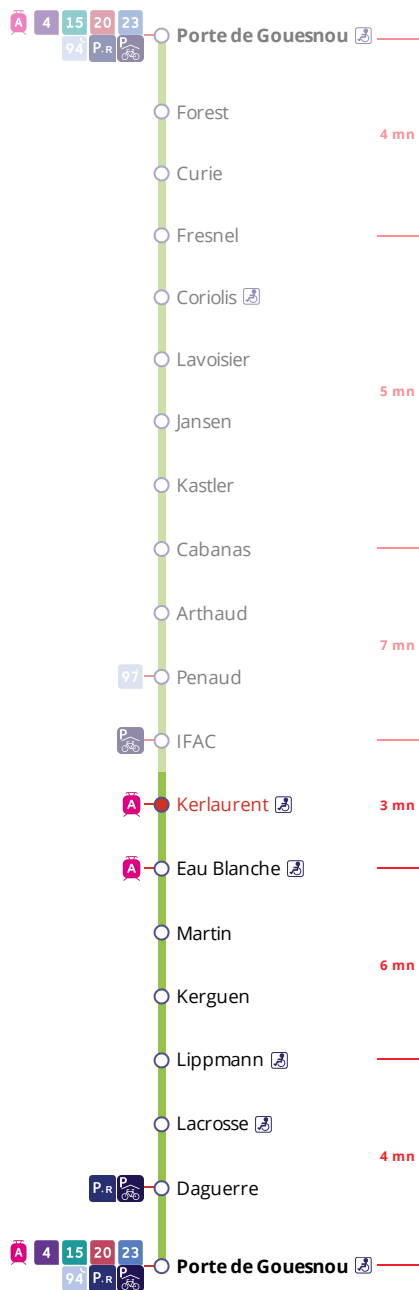 A 4 15 20 23
94 P+R P Porte de Gouesnou
Forest
4 mn
Curie
Fresnel
Coriolis
Lavoisier
5 mn
Jansen
Kastler
Cabanas
Arthaud
7 mn
97 Penaud
P IFAC
A Kerlaurent 3 mn
A Eau Blanche
Martin
6 mn
Kerguen
Lippmann
Lacrosse
4 mn
P+R P Daguerre
A 4 15 20 23
94 P+R P Porte de Gouesnou